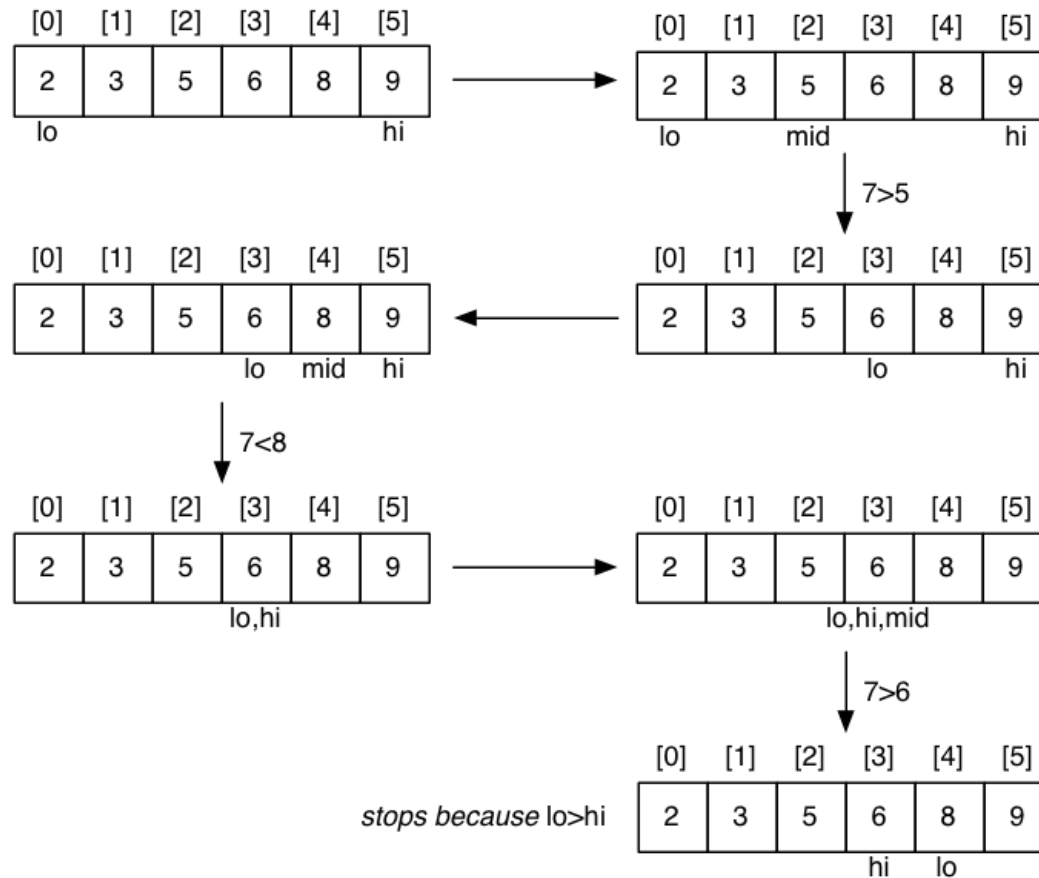 [0] [1] [2] [3] [4] [5]
2 3 5 6 8 9
lo hi
[0] [1] [2] [3] [4] [5]
2 3 5 6 8 9
lo mid hi
7>5
[0] [1] [2] [3] [4] [5]
2 3 5 6 8 9
lo hi
[0] [1] [2] [3] [4] [5]
2 3 5 6 8 9
lo mid hi
7<8
[0] [1] [2] [3] [4] [5]
2 3 5 6 8 9
lo,hi
[0] [1] [2] [3] [4] [5]
2 3 5 6 8 9
lo,hi,mid
7>6
[0] [1] [2] [3] [4] [5]
stops because lo>hi
2 3 5 6 8 9
hi lo